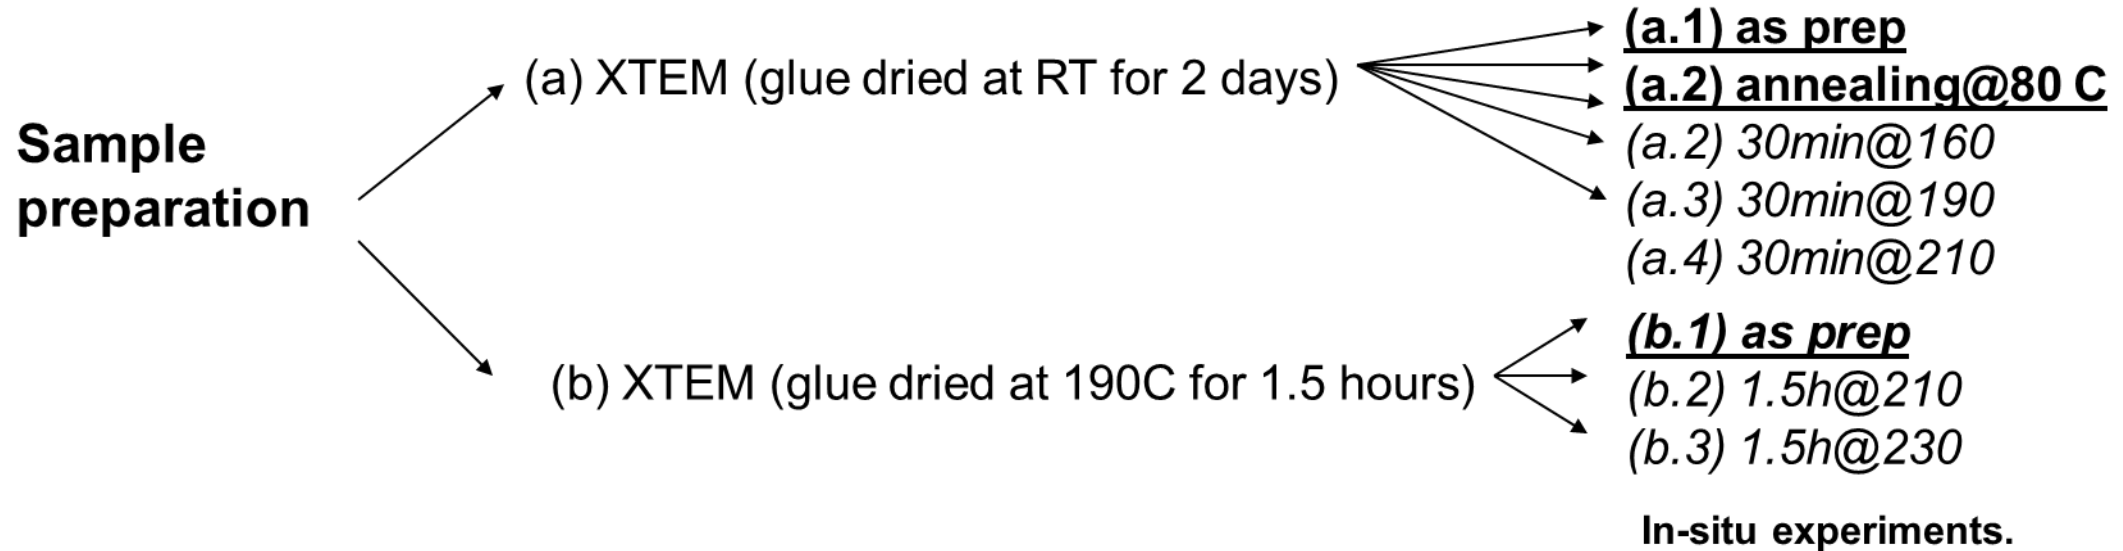 Sample
preparation
(a) XTEM (glue dried at RT for 2 days)
(a.1) as prep
(a.2) annealing@80 C
(a.2) 30min@160
(a.3) 30min@190
(a.4) 30min@210
(b) XTEM (glue dried at 190C for 1.5 hours)
(b.1) as prep
(b.2) 1.5h@210
(b.3) 1.5h@230
In-situ experiments.